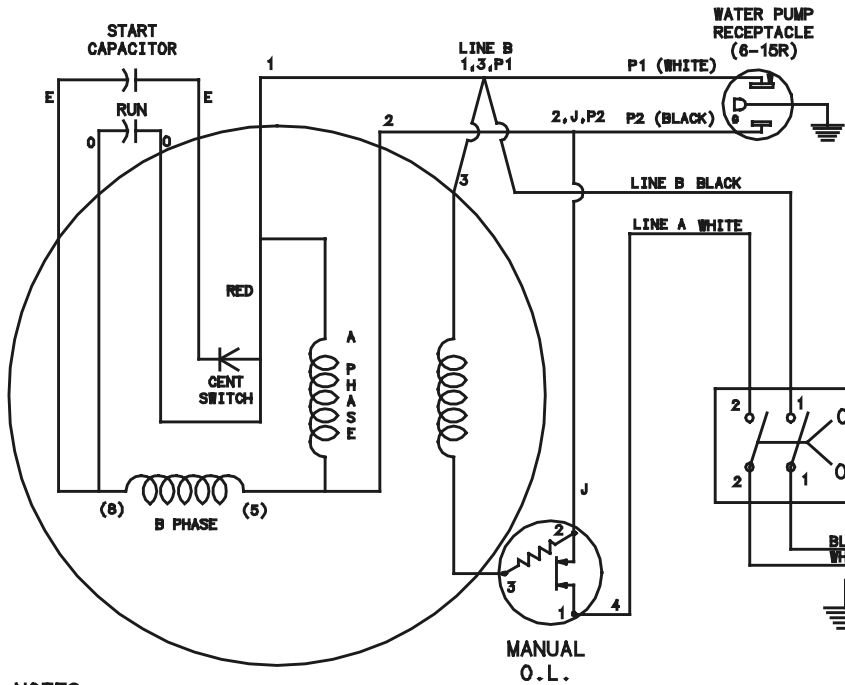 START
CAPACITOR
E
E
RUN
O
O
1
LINE B
1,3,P1
P1 (WHITE)
WATER PUMP
RECEPTACLE
(6-15R)
W
G
2
2,J,P2
P2 (BLACK)
3
LINE B BLACK
LINE A WHITE
RED
A PHASE
CENT
SWITCH
(8)
(5)
B PHASE
J
2
3
1
4
MANUAL
O.L.
2
1
2
1